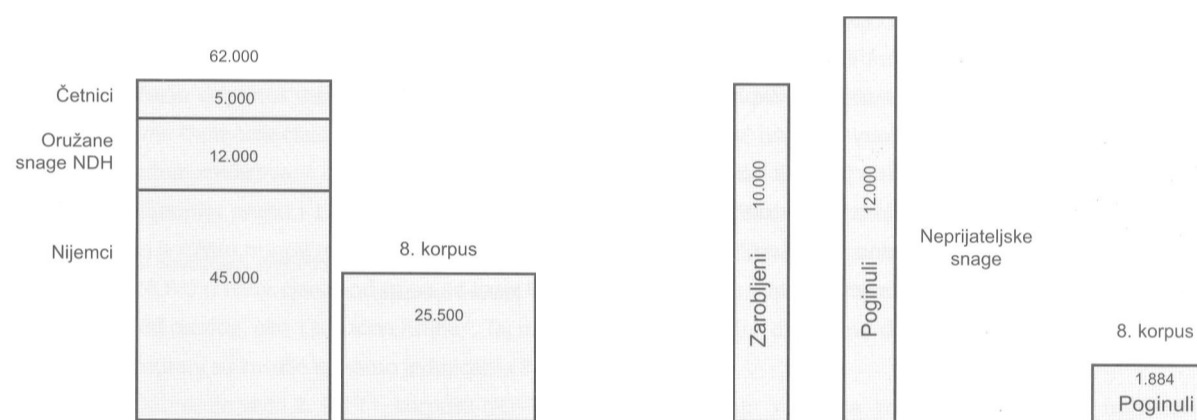 62.000
Četnici
5.000
Oružane
snage NDH
12.000
Nijemci
45.000
8. korpus
25.500
Zarobljeni 10.000
Poginuli 12.000
Neprijateljske
snage
8. korpus
1.884
Poginuli